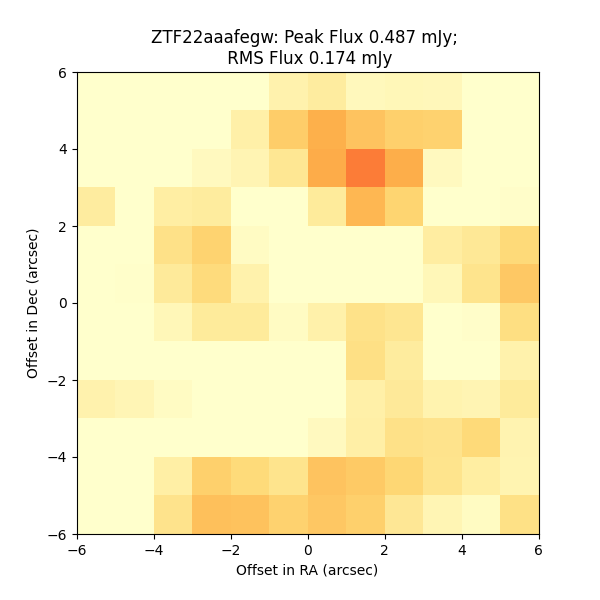 ZTF22aaafegw: Peak Flux 0.487 mJy;
RMS Flux 0.174 mJy
6
4
2
0
−2
−4
−6
Offset in Dec (arcsec)
−6 −4 −2 0 2 4 6
Offset in RA (arcsec)